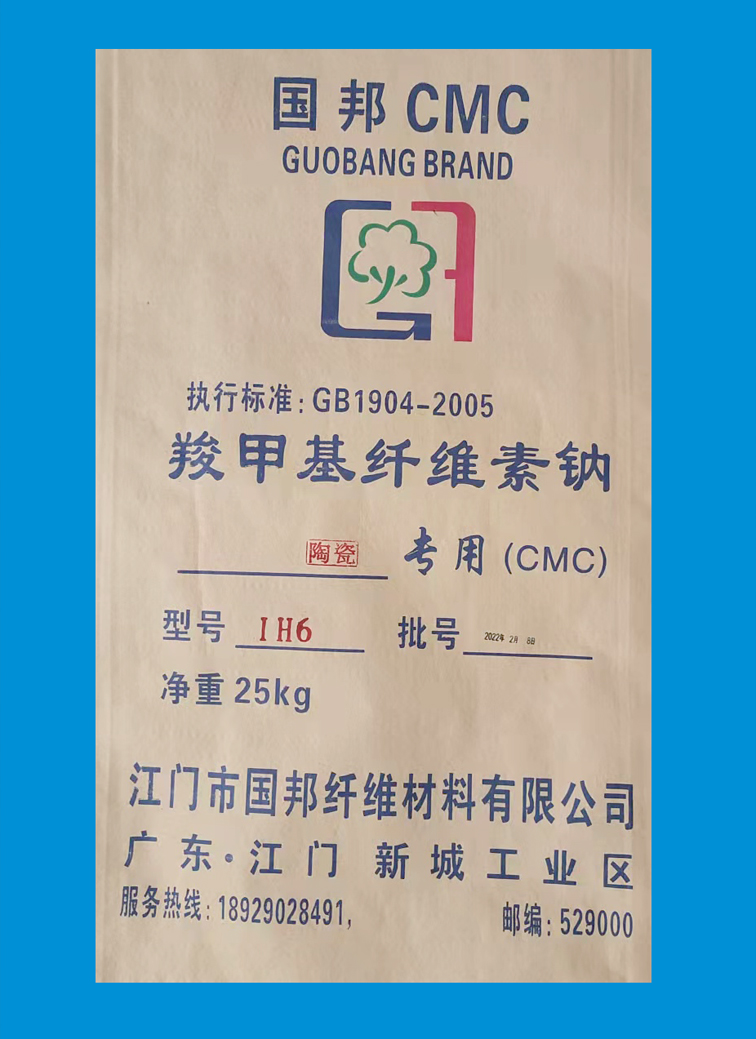 国邦CMC
GUOBANG BRAND
执行标准:GB1904-2005
羧甲基纤维素钠
陶瓷 专用(CMC)
型号 IH6 批号 2022年 2月 8日
净重25kg
江门市国邦纤维材料有限公司
广东·江门 新城工业区
服务热线:18929028491, 邮编:529000